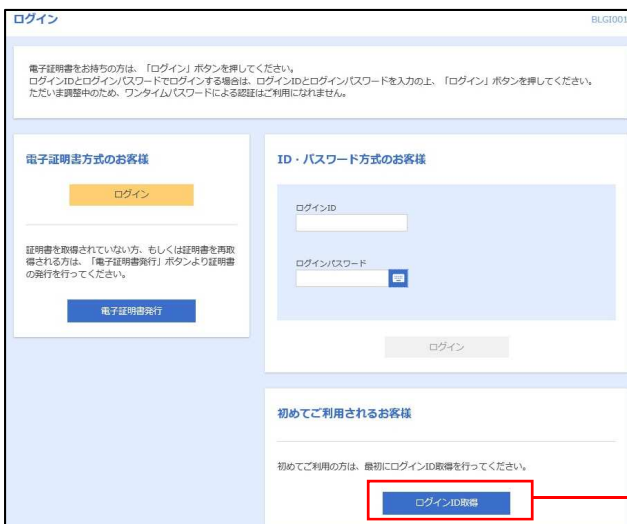 ログイン
BLGI001
電子証明書をお持ちの方は、「ログイン」ボタンを押してください。
ログインIDとログインパスワードでログインする場合は、ログインIDとログインパスワードを入力の上、「ログイン」ボタンを押してください。
ただいま調整中のため、ワンタイムパスワードによる認証はご利用になれません。
電子証明書方式のお客様
ログイン
証明書を取得されていない方、もしくは証明書を再取
得される方は、「電子証明書発行」ボタンより証明書
の発行を行ってください。
電子証明書発行
ID・パスワード方式のお客様
ログインID
ログインパスワード
ログイン
初めてご利用されるお客様
初めてご利用の方は、最初にログインID取得を行ってください。
ログインID取得